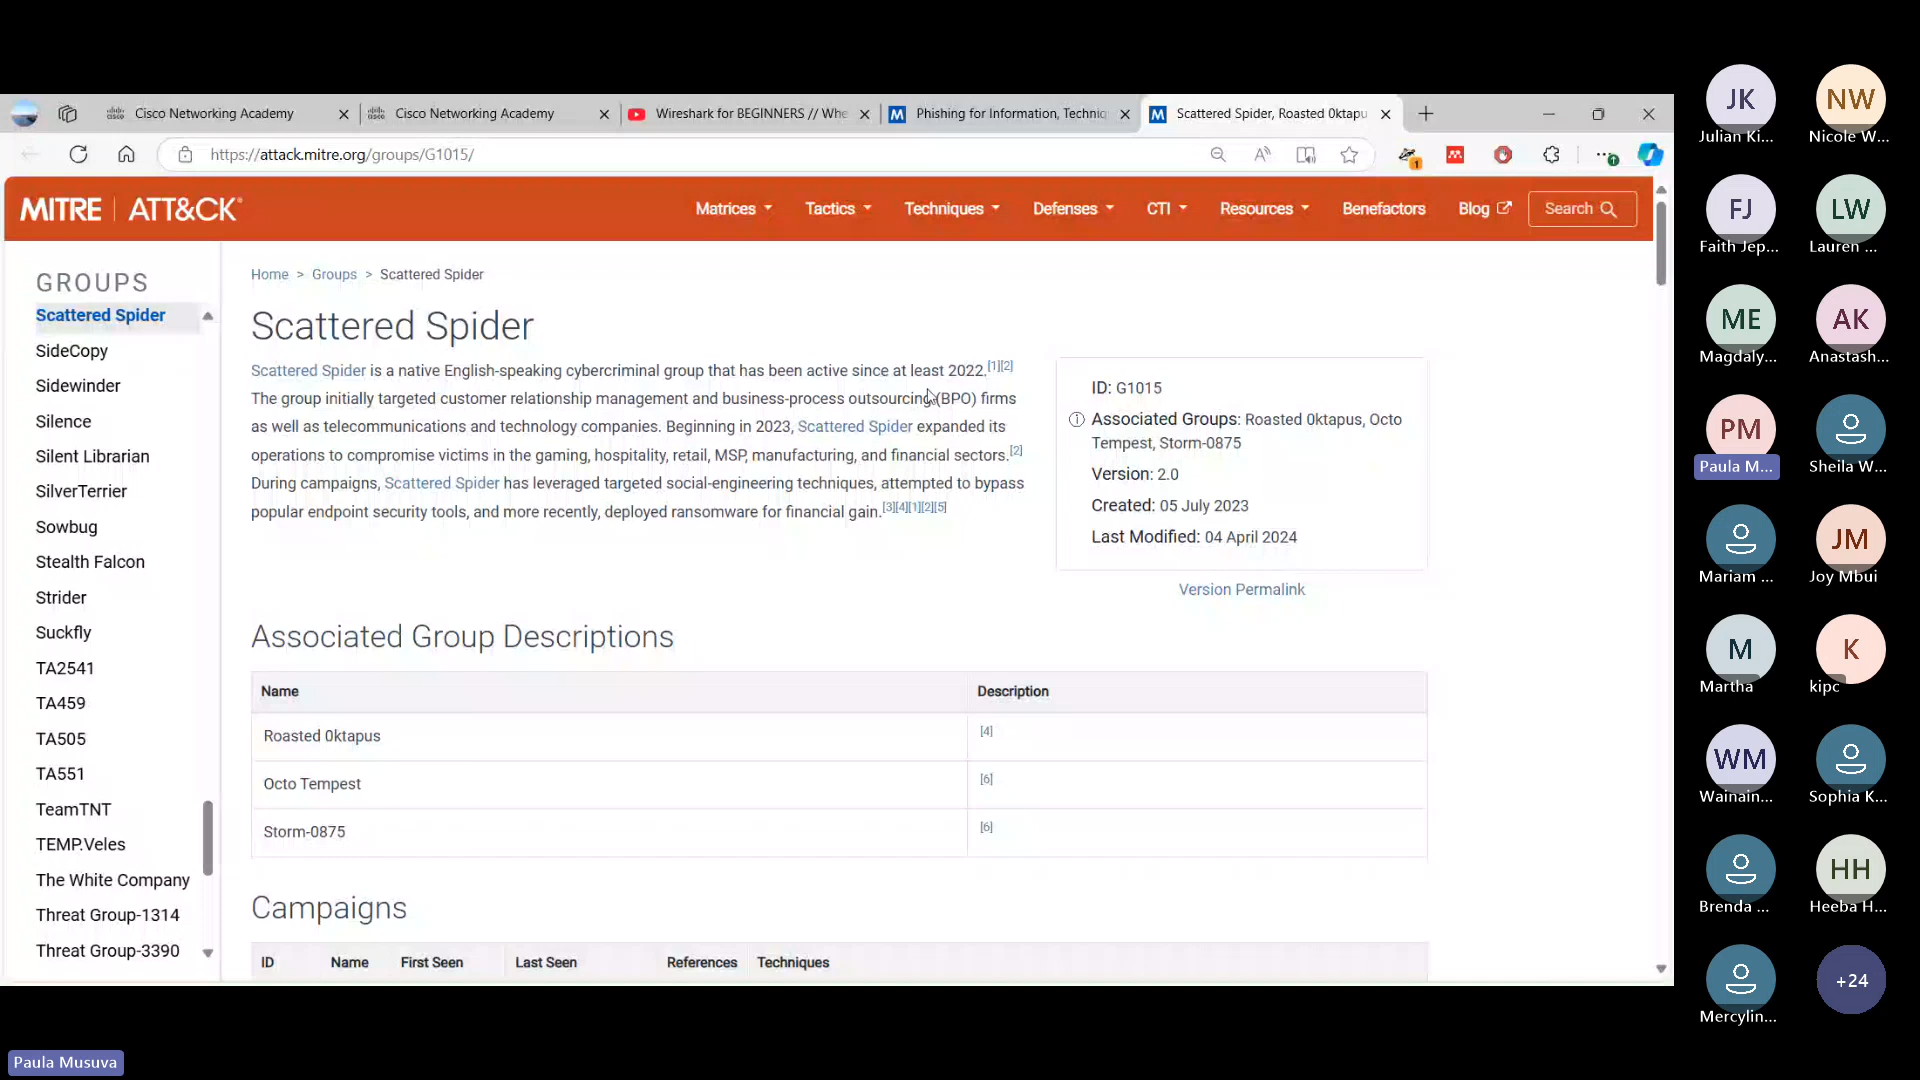 Cisco Networking Academy
Cisco Networking Academy
Wireshark for BEGINNERS // Whe
Phishing for Information, Techniq
Scattered Spider, Roasted 0ktapu
https://attack.mitre.org/groups/G1015/
MITRE | ATT&CK®
Matrices
Tactics
Techniques
Defenses
CTI
Resources
Benefactors
Blog
Search
GROUPS
Scattered Spider
SideCopy
Sidewinder
Silence
Silent Librarian
SilverTerrier
Sowbug
Stealth Falcon
Strider
Suckfly
TA2541
TA459
TA505
TA551
TeamTNT
TEMP.Veles
The White Company
Threat Group-1314
Threat Group-3390
Home > Groups > Scattered Spider
Scattered Spider
Scattered Spider is a native English-speaking cybercriminal group that has been active since at least 2022.[1][2]
The group initially targeted customer relationship management and business-process outsourcing (BPO) firms
as well as telecommunications and technology companies. Beginning in 2023, Scattered Spider expanded its
operations to compromise victims in the gaming, hospitality, retail, MSP, manufacturing, and financial sectors.[2]
During campaigns, Scattered Spider has leveraged targeted social-engineering techniques, attempted to bypass
popular endpoint security tools, and more recently, deployed ransomware for financial gain.[3][4][1][2][5]
ID: G1015
Associated Groups: Roasted 0ktapus, Octo
Tempest, Storm-0875
Version: 2.0
Created: 05 July 2023
Last Modified: 04 April 2024
Version Permalink
Associated Group Descriptions
Name Description
Roasted 0ktapus [4]
Octo Tempest [6]
Storm-0875 [6]
Campaigns
ID Name First Seen Last Seen References Techniques
JK
Julian Ki...
NW
Nicole W...
FJ
Faith Jep...
LW
Lauren ...
ME
Magdaly...
AK
Anastash...
PM
Paula M...
Sheila W...
Mariam ...
JM
Joy Mbui
M
Martha
K
kipc
WM
Wainain...
Sophia K...
Brenda ...
HH
Heeba H...
Mercylin...
+24
Paula Musuva